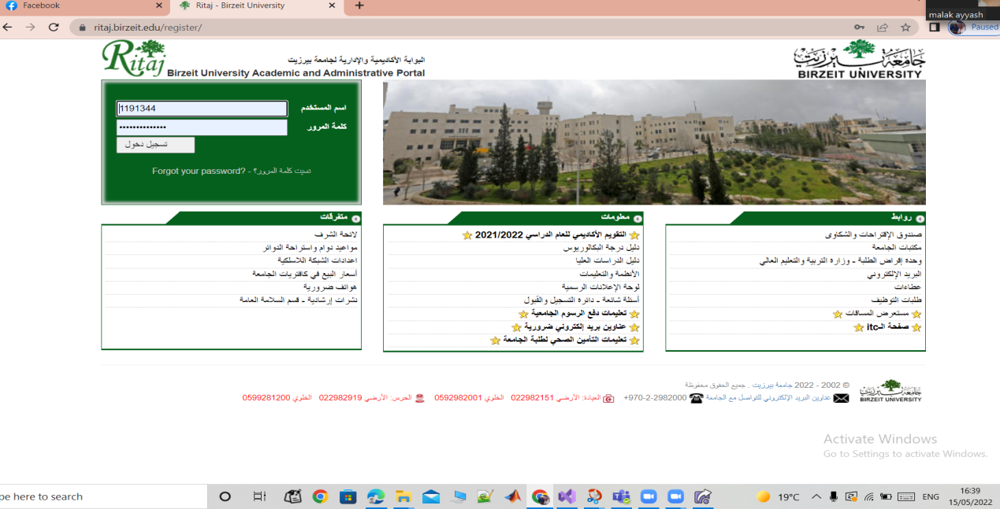 Facebook
Ritaj - Birzeit University
malak ayyash
ritaj.birzeit.edu/register/
Paused
Ritaj
البوابة الأكاديمية والإدارية لجامعة بيرزيت
Birzeit University Academic and Administrative Portal
جامعة بيرزيت
BIRZEIT UNIVERSITY
اسم المستخدم
1191344
كلمة المرور
••••••••••••••
تسجيل دخول
Forgot your password? - نسيت كلمة المرور؟
روابط
صندوق الإقتراحات والشكاوى
مكتبات الجامعة
وحدة إقراض الطلبة - وزارة التربية والتعليم العالي
البريد الإلكتروني
عطاءات
طلبات التوظيف
مستعرض المساقات
صفحة الـitc
معلومات
التقويم الأكاديمي للعام الدراسي 2021/2022
دليل درجة البكالوريوس
دليل الدراسات العليا
الأنظمة والتعليمات
لوحة الإعلانات الرسمية
أسئلة شائعة - دائرة التسجيل والقبول
تعليمات دفع الرسوم الجامعية
عناوين بريد إلكتروني ضرورية
تعليمات التأمين الصحي لطلبة الجامعة
متفرقات
لائحة الشرف
مواعيد دوام واستراحة الدوائر
اعدادات الشبكة اللاسلكية
أسعار البيع في كافتريات الجامعة
هواتف ضرورية
نشرات إرشادية - قسم السلامة العامة
جامعة بيرزيت
BIRZEIT UNIVERSITY
© 2002 - 2022 جامعة بيرزيت . جميع الحقوق محفوظة
عناوين البريد الإلكتروني للتواصل مع الجامعة +970-2-2982000 العيادة: الأرضي 022982151 الخلوي 0592982001 الحرس: الأرضي 022982919 الخلوي 0599281200
Activate Windows
Go to Settings to activate Windows.
pe here to search
19°C
ENG
16:39
15/05/2022